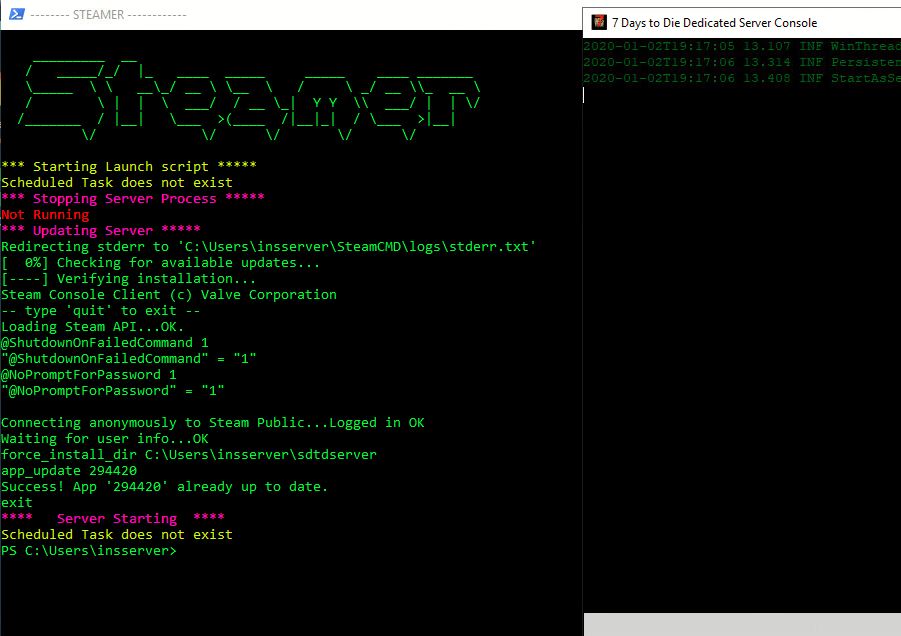 -------- STEAMER ------------
Steamer
*** Starting Launch script *****
Scheduled Task does not exist
*** Stopping Server Process *****
Not Running
*** Updating Server *****
Redirecting stderr to 'C:\Users\insserver\SteamCMD\logs\stderr.txt'
[  0%] Checking for available updates...
[----] Verifying installation...
Steam Console Client (c) Valve Corporation
-- type 'quit' to exit --
Loading Steam API...OK.
@ShutdownOnFailedCommand 1
"@ShutdownOnFailedCommand" = "1"
@NoPromptForPassword 1
"@NoPromptForPassword" = "1"
Connecting anonymously to Steam Public...Logged in OK
Waiting for user info...OK
force_install_dir C:\Users\insserver\sdtdserver
app_update 294420
Success! App '294420' already up to date.
exit
****   Server Starting  ****
Scheduled Task does not exist
PS C:\Users\insserver>
7 Days to Die Dedicated Server Console
2020-01-02T19:17:05 13.107 INF WinThread
2020-01-02T19:17:06 13.314 INF Persisten
2020-01-02T19:17:06 13.408 INF StartAsSe